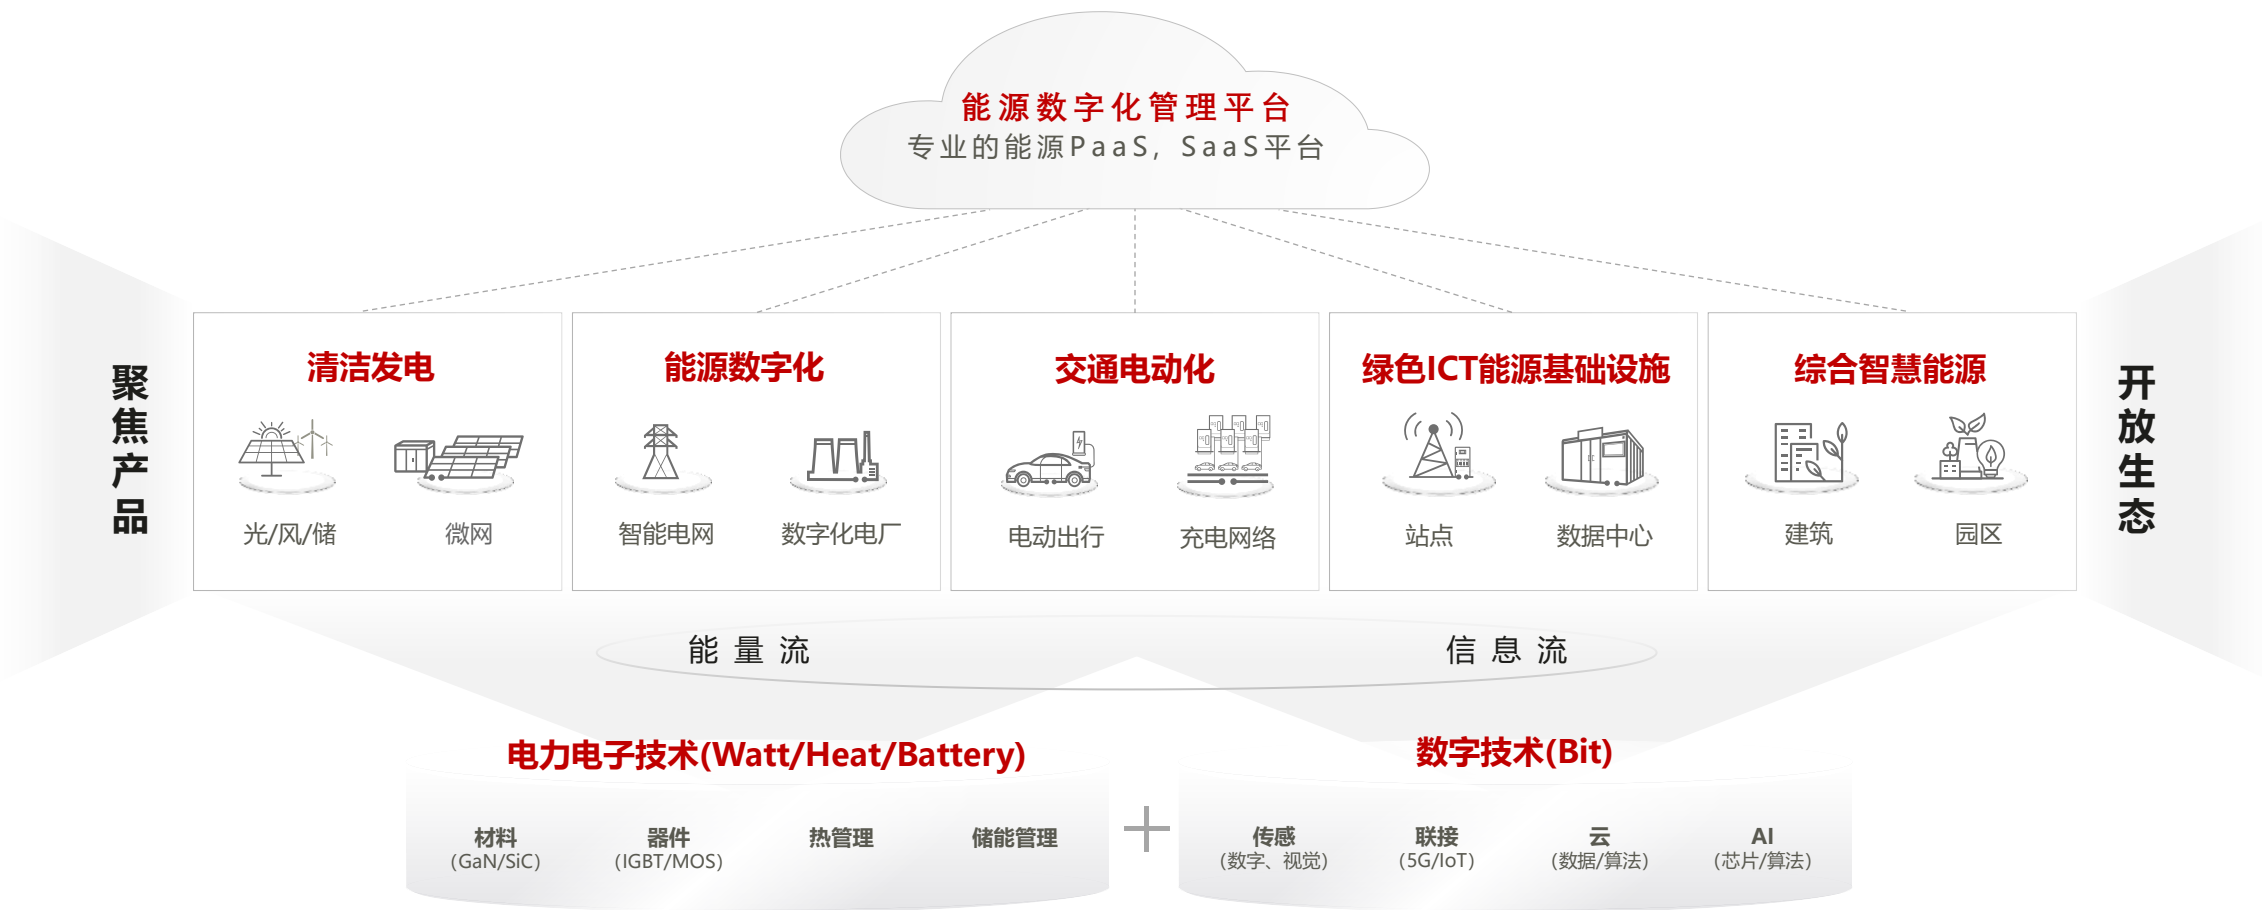 能源数字化管理平台
专业的能源PaaS，SaaS平台
聚焦产品
清洁发电
光/风/储
微网
能源数字化
智能电网
数字化电厂
交通电动化
电动出行
充电网络
绿色ICT能源基础设施
站点
数据中心
综合智慧能源
建筑
园区
开放生态
能量流
信息流
电力电子技术(Watt/Heat/Battery)
材料
(GaN/SiC)
器件
(IGBT/MOS)
热管理
储能管理
+
数字技术(Bit)
传感
(数字、视觉)
联接
(5G/IoT)
云
(数据/算法)
AI
(芯片/算法)